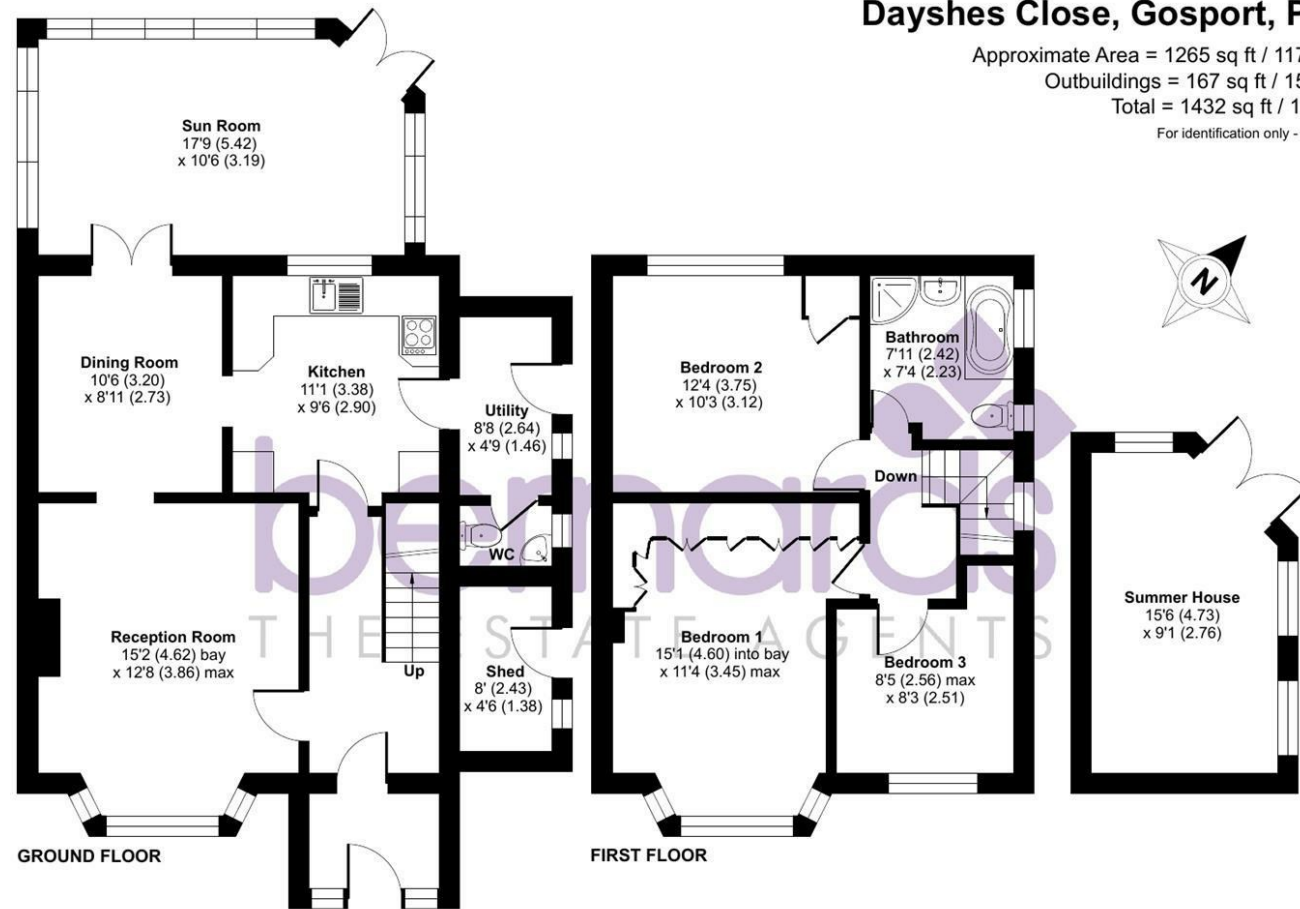 Dayshes Close, Gosport,
Approximate Area = 1265 sq ft /
Outbuildings = 167 sq ft /
Total = 1432 sq ft /
For identification only -
Sun Room
17'9 (5.42)
x 10'6 (3.19)
N
Dining Room
10'6 (3.20)
x 8'11 (2.73)
Kitchen
11'1 (3.38)
x 9'6 (2.90)
Utility
8'8 (2.64)
x 4'9 (1.46)
Bedroom 2
12'4 (3.75)
x 10'3 (3.12)
Bathroom
7'11 (2.42)
x 7'4 (2.23)
Down
WC
bernards
THE ESTATE AGENTS
Reception Room
15'2 (4.62) bay
x 12'8 (3.86) max
Up
Shed
8' (2.43)
x 4'6 (1.38)
Bedroom 1
15'1 (4.60) into bay
x 11'4 (3.45) max
Bedroom 3
8'5 (2.56) max
x 8'3 (2.51)
Summer House
15'6 (4.73)
x 9'1 (2.76)
GROUND FLOOR
FIRST FLOOR